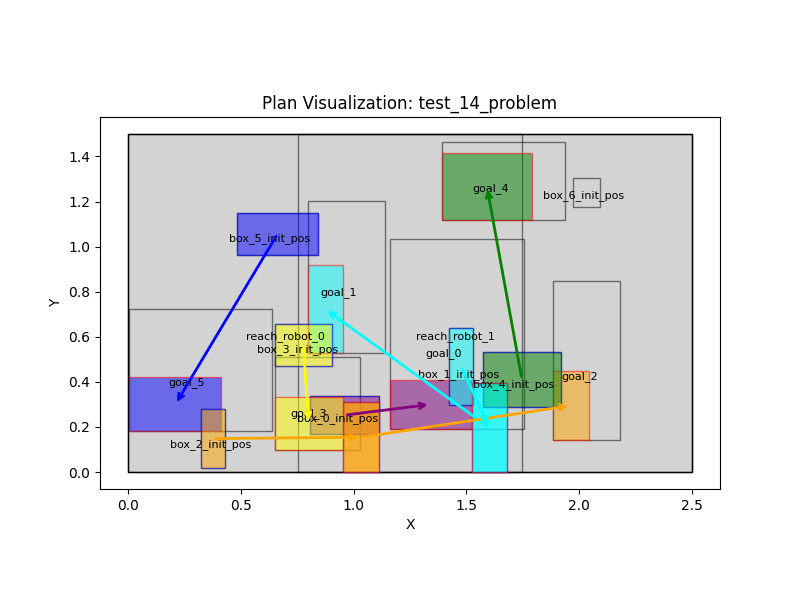 Plan Visualization: test_14_problem
goal_4
box_6_init_pos
box_5_init_pos
goal_1
reach_robot_0
reach_robot_1
box_3_init_pos
goal_0
goal_5
box_1_init_pos
goal_2
box_4_init_pos
goal_3
box_0_init_pos
box_2_init_pos
Y
1.4
1.2
1.0
0.8
0.6
0.4
0.2
0.0
0.0
0.5
1.0
1.5
2.0
2.5
X